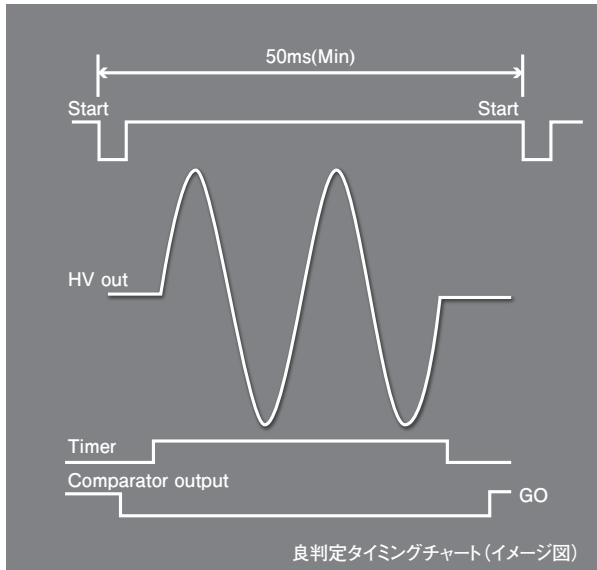 50ms(Min)
Start
Start
HV out
Timer
Comparator output
GO
良判定タイミングチャート（イメージ図）